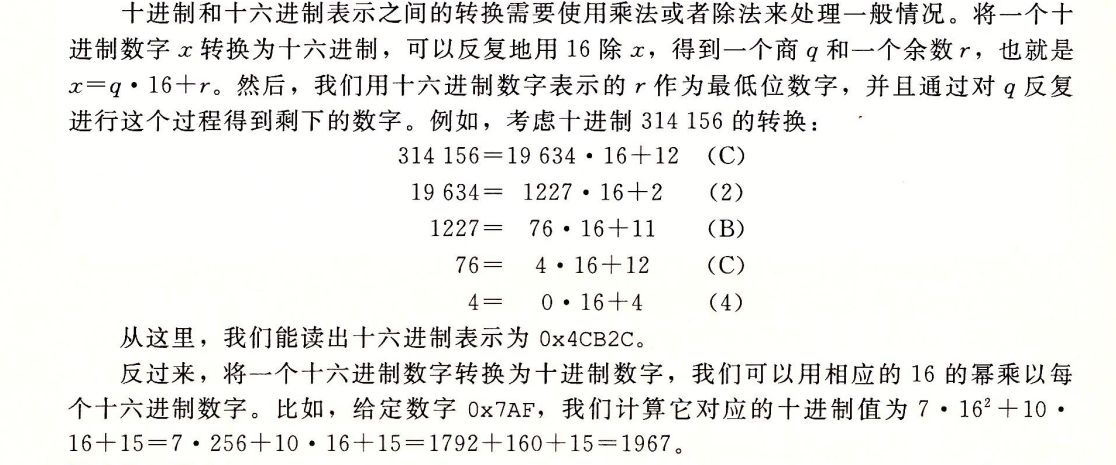 十进制和十六进制表示之间的转换需要使用乘法或者除法来处理一般情况。将一个十
进制数字 x 转换为十六进制，可以反复地用 16 除 x，得到一个商 q 和一个余数 r，也就是
x＝q·16＋r。然后，我们用十六进制数字表示的 r 作为最低位数字，并且通过对 q 反复
进行这个过程得到剩下的数字。例如，考虑十进制 314 156 的转换：
314 156＝19 634·16＋12 （C）
19 634＝ 1227·16＋2 （2）
1227＝ 76·16＋11 （B）
76＝ 4·16＋12 （C）
4＝ 0·16＋4 （4）
从这里，我们能读出十六进制表示为 0x4CB2C。
反过来，将一个十六进制数字转换为十进制数字，我们可以用相应的 16 的幂乘以每
个十六进制数字。比如，给定数字 0x7AF，我们计算它对应的十进制值为 7·16²＋10·
16＋15＝7·256＋10·16＋15＝1792＋160＋15＝1967。